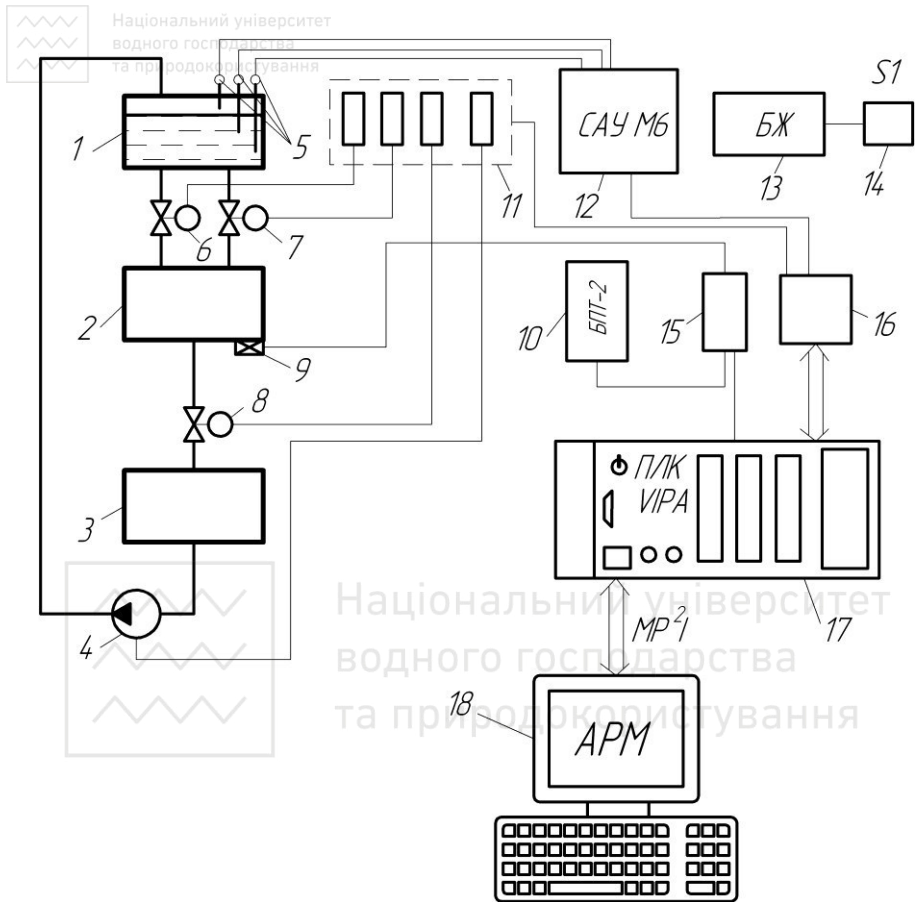 Національний університет
водного господарства
та природокористування
S1
САУ М6
БЖ
1
5
11
12
13
14
6
7
2
10
БПТ-2
15
16
9
8
ПЛК
VIPA
3
Національний університет
водного господарства
та природокористування
4
MP²I
17
18
АРМ